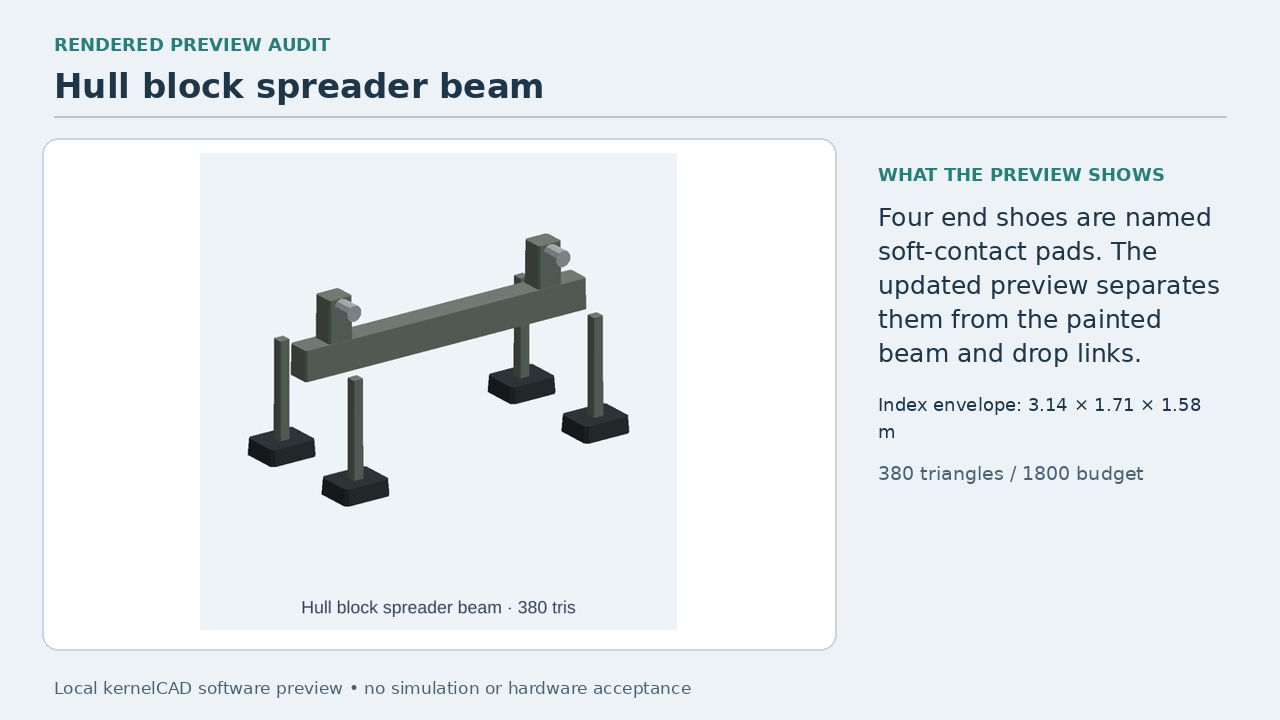 RENDERED PREVIEW AUDIT
Hull block spreader beam
WHAT THE PREVIEW SHOWS
Four end shoes are named
soft-contact pads. The
updated preview separates
them from the painted
beam and drop links.
Index envelope: 3.14 × 1.71 × 1.58
m
380 triangles / 1800 budget
Hull block spreader beam · 380 tris
Local kernelCAD software preview • no simulation or hardware acceptance